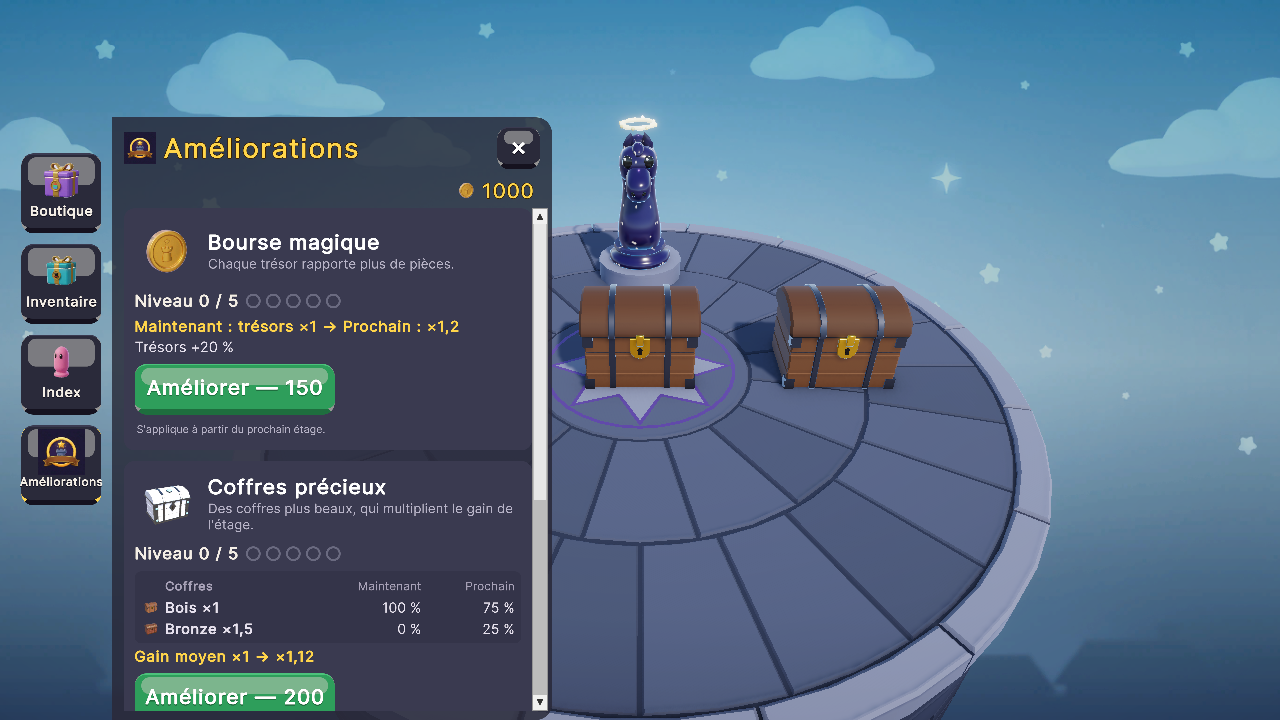 Améliorations
1000
Boutique
Inventaire
Index
Améliorations
Bourse magique
Chaque trésor rapporte plus de pièces.
Niveau 0 / 5
Maintenant : trésors ×1 → Prochain : ×1,2
Trésors +20 %
Améliorer — 150
S'applique à partir du prochain étage.
Coffres précieux
Des coffres plus beaux, qui multiplient le gain de
l'étage.
Niveau 0 / 5
Coffres Maintenant Prochain
Bois ×1 100 % 75 %
Bronze ×1,5 0 % 25 %
Gain moyen ×1 → ×1,12
Améliorer — 200